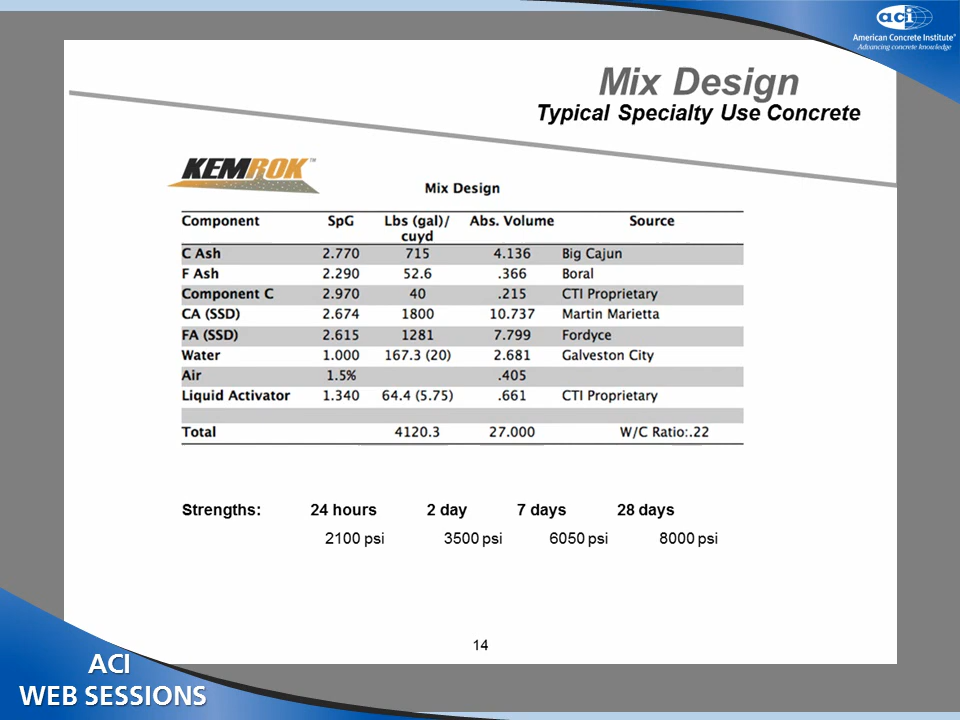 aci
American Concrete Institute®
Advancing concrete knowledge
Mix Design
Typical Specialty Use Concrete
KEMROK™
Mix Design
Component SpG Lbs (gal)/ cuyd Abs. Volume Source
C Ash 2.770 715 4.136 Big Cajun
F Ash 2.290 52.6 .366 Boral
Component C 2.970 40 .215 CTI Proprietary
CA (SSD) 2.674 1800 10.737 Martin Marietta
FA (SSD) 2.615 1281 7.799 Fordyce
Water 1.000 167.3 (20) 2.681 Galveston City
Air 1.5% .405
Liquid Activator 1.340 64.4 (5.75) .661 CTI Proprietary
Total 4120.3 27.000 W/C Ratio:.22
Strengths: 24 hours 2 day 7 days 28 days
2100 psi 3500 psi 6050 psi 8000 psi
14
ACI
WEB SESSIONS